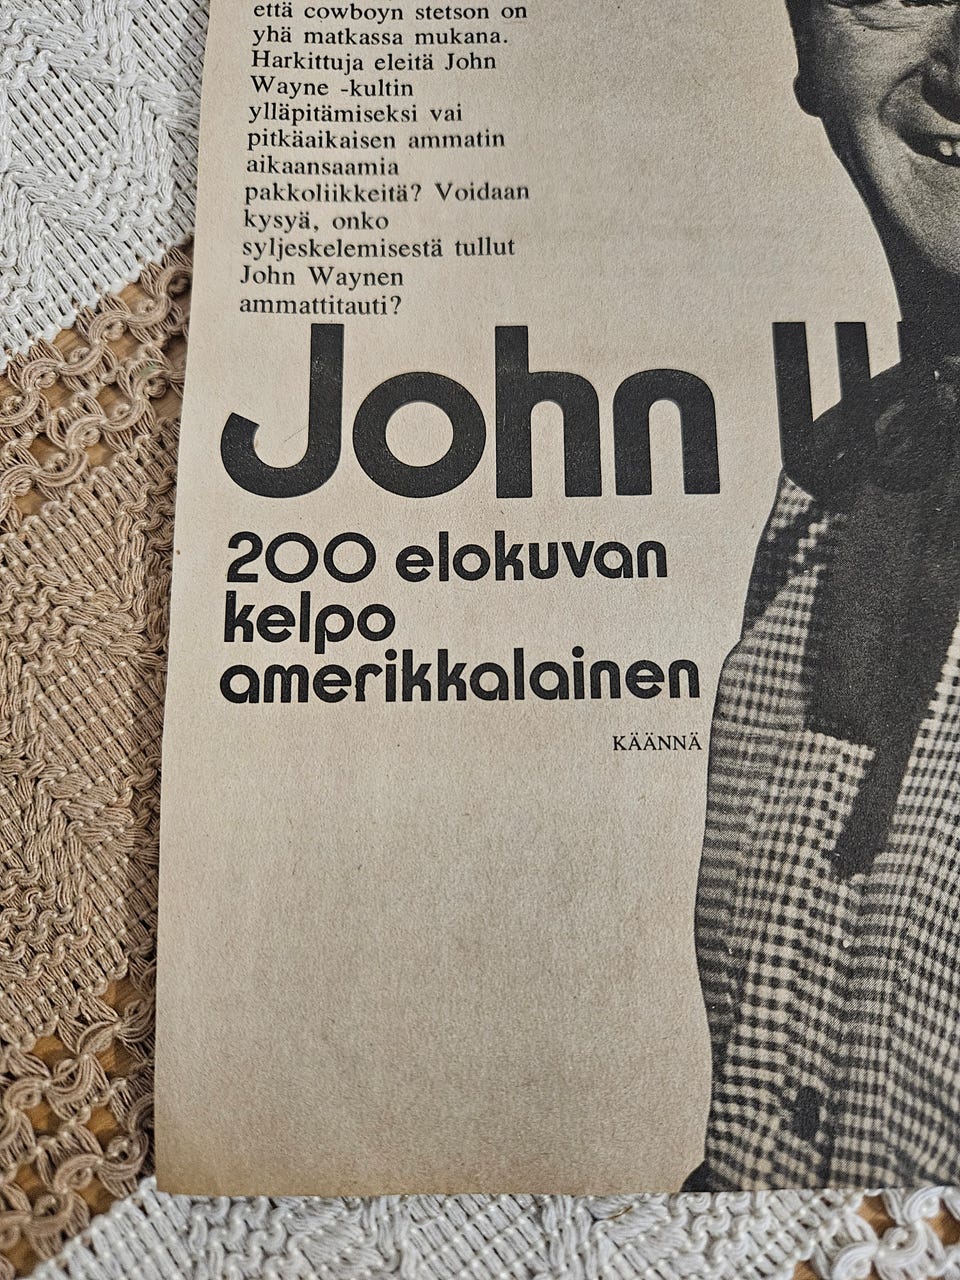 että cowboyn stetson on
yhä matkassa mukana.
Harkittuja eleitä John
Wayne -kultin
ylläpitämiseksi vai
pitkäaikaisen ammatin
aikaansaamia
pakkoliikkeitä? Voidaan
kysyä, onko
syljeskelemisestä tullut
John Waynen
ammattitauti?
John W
200 elokuvan
kelpo
amerikkalainen
KÄÄNNÄ